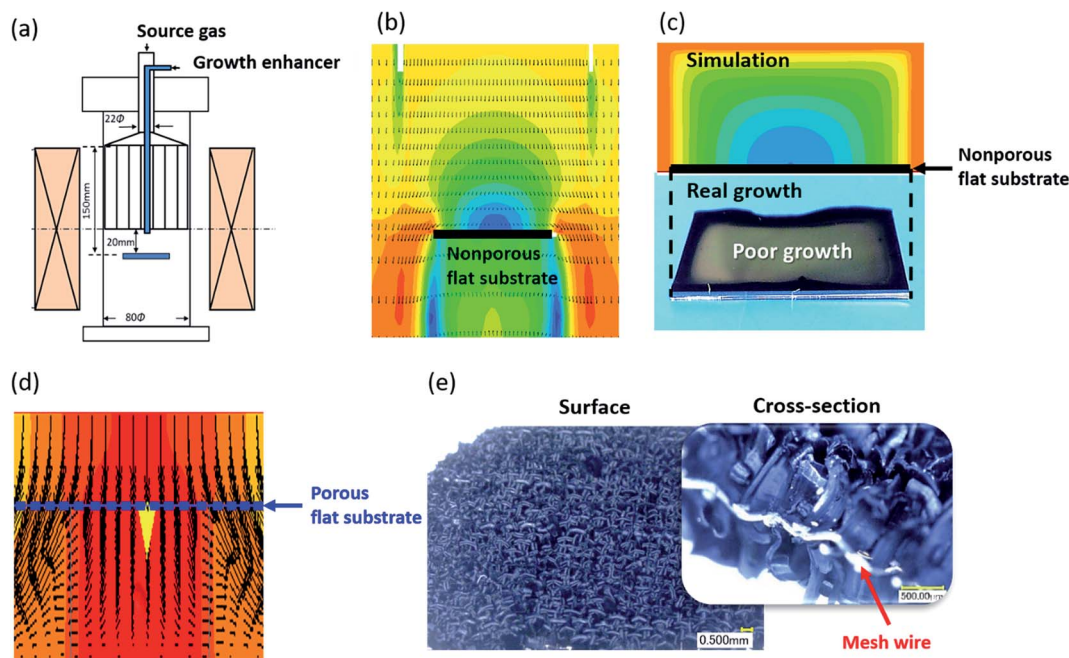 (a)
Source gas
Growth enhancer
22Φ
150mm
20mm
80Φ
(b)
Nonporous
flat substrate
(c)
Simulation
Nonporous
flat substrate
Real growth
Poor growth
(d)
Porous
flat substrate
(e)
Surface
Cross-section
500.00μm
0.500mm
Mesh wire